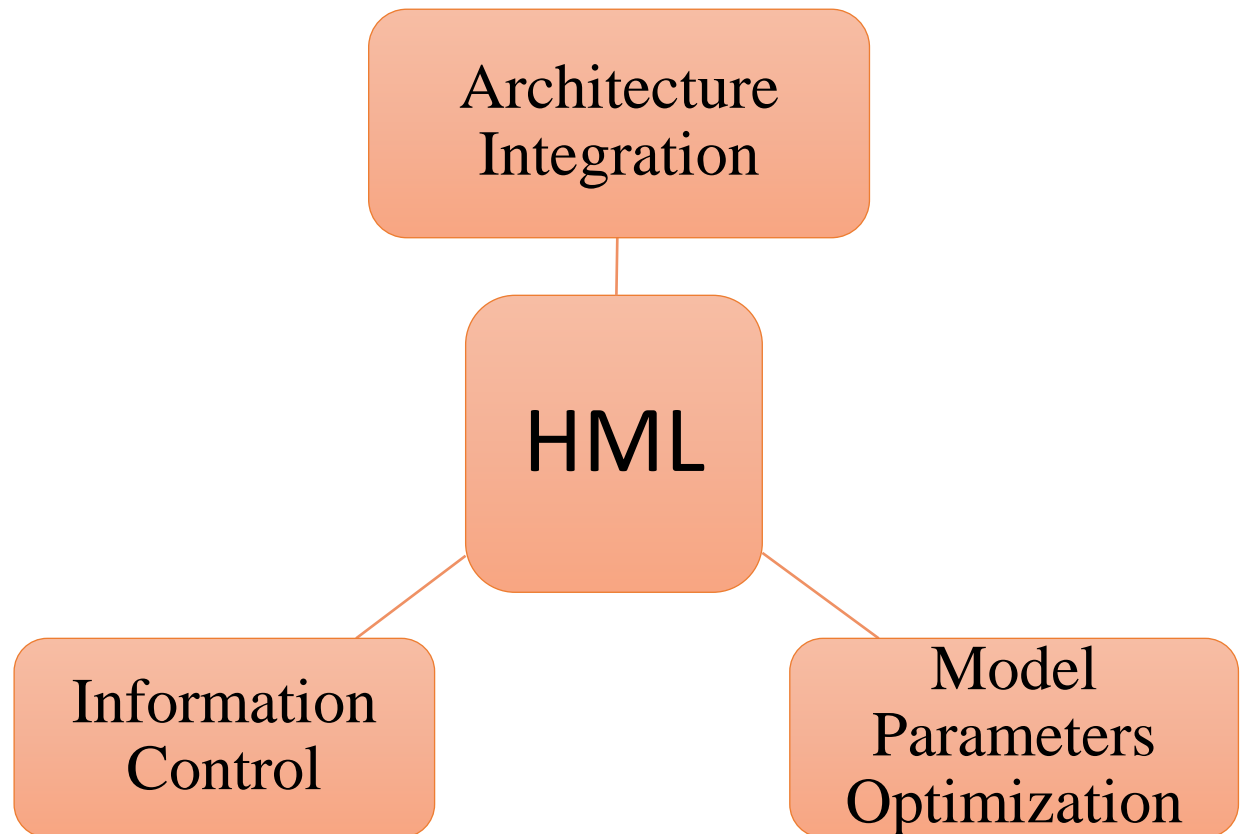 Architecture
Integration
HML
Information
Control
Model
Parameters
Optimization